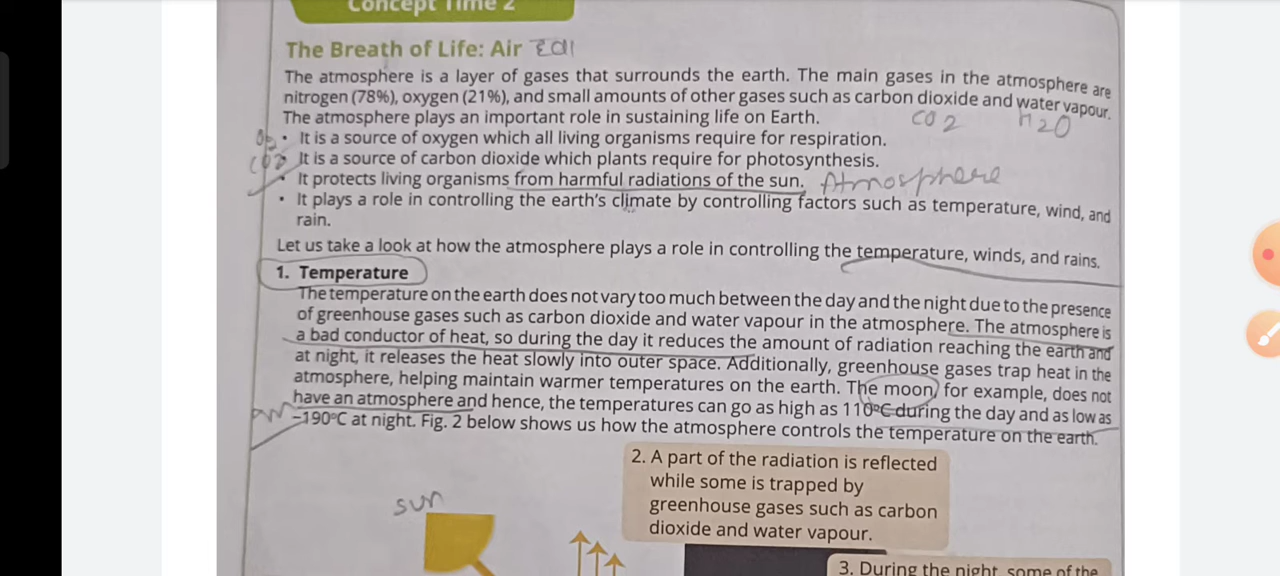 Concept Time 2
The Breath of Life: Air
The atmosphere is a layer of gases that surrounds the earth. The main gases in the atmosphere are
nitrogen (78%), oxygen (21%), and small amounts of other gases such as carbon dioxide and water vapour.
The atmosphere plays an important role in sustaining life on Earth.
CO2 H2O
• It is a source of oxygen which all living organisms require for respiration.
• It is a source of carbon dioxide which plants require for photosynthesis.
• It protects living organisms from harmful radiations of the sun. Atmosphere
• It plays a role in controlling the earth's climate by controlling factors such as temperature, wind, and
rain.
Let us take a look at how the atmosphere plays a role in controlling the temperature, winds, and rains.
1. Temperature
The temperature on the earth does not vary too much between the day and the night due to the presence
of greenhouse gases such as carbon dioxide and water vapour in the atmosphere. The atmosphere is
a bad conductor of heat, so during the day it reduces the amount of radiation reaching the earth and
at night, it releases the heat slowly into outer space. Additionally, greenhouse gases trap heat in the
atmosphere, helping maintain warmer temperatures on the earth. The moon, for example, does not
have an atmosphere and hence, the temperatures can go as high as 110°C during the day and as low as
–190°C at night. Fig. 2 below shows us how the atmosphere controls the temperature on the earth.
2. A part of the radiation is reflected
while some is trapped by
greenhouse gases such as carbon
dioxide and water vapour.
sun
3. During the night, some of the